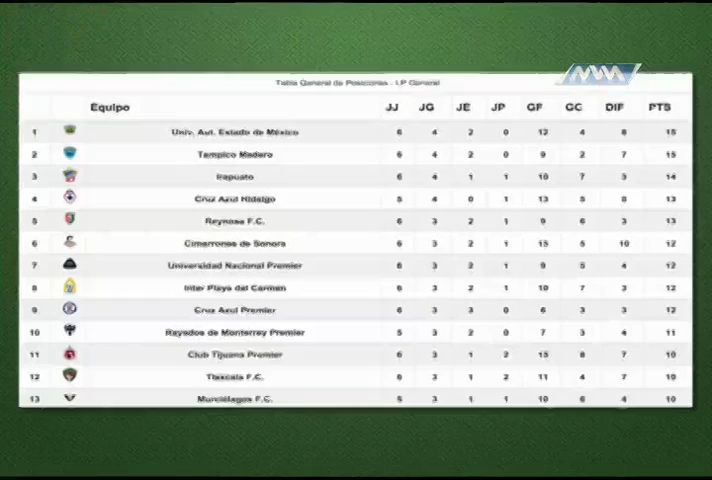 MVM
Tabla General de Posiciones - LP General
Equipo JJ JG JE JP GF GC DIF PTS
1 Univ. Aut. Estado de México 6 4 2 0 12 4 8 15
2 Tampico Madero 6 4 2 0 9 2 7 15
3 Irapuato 6 4 1 1 10 7 3 14
4 Cruz Azul Hidalgo 5 4 0 1 13 5 8 13
5 Reynosa F.C. 6 3 2 1 9 6 3 13
6 Cimarrones de Sonora 6 3 2 1 15 5 10 12
7 Universidad Nacional Premier 6 3 2 1 9 5 4 12
8 Inter Playa del Carmen 6 3 2 1 10 7 3 12
9 Cruz Azul Premier 6 3 3 0 6 3 3 12
10 Rayados de Monterrey Premier 5 3 2 0 7 3 4 11
11 Club Tijuana Premier 6 3 1 2 15 8 7 10
12 Tlaxcala F.C. 6 3 1 2 11 4 7 10
13 Murciélagos F.C. 5 3 1 1 10 6 4 10